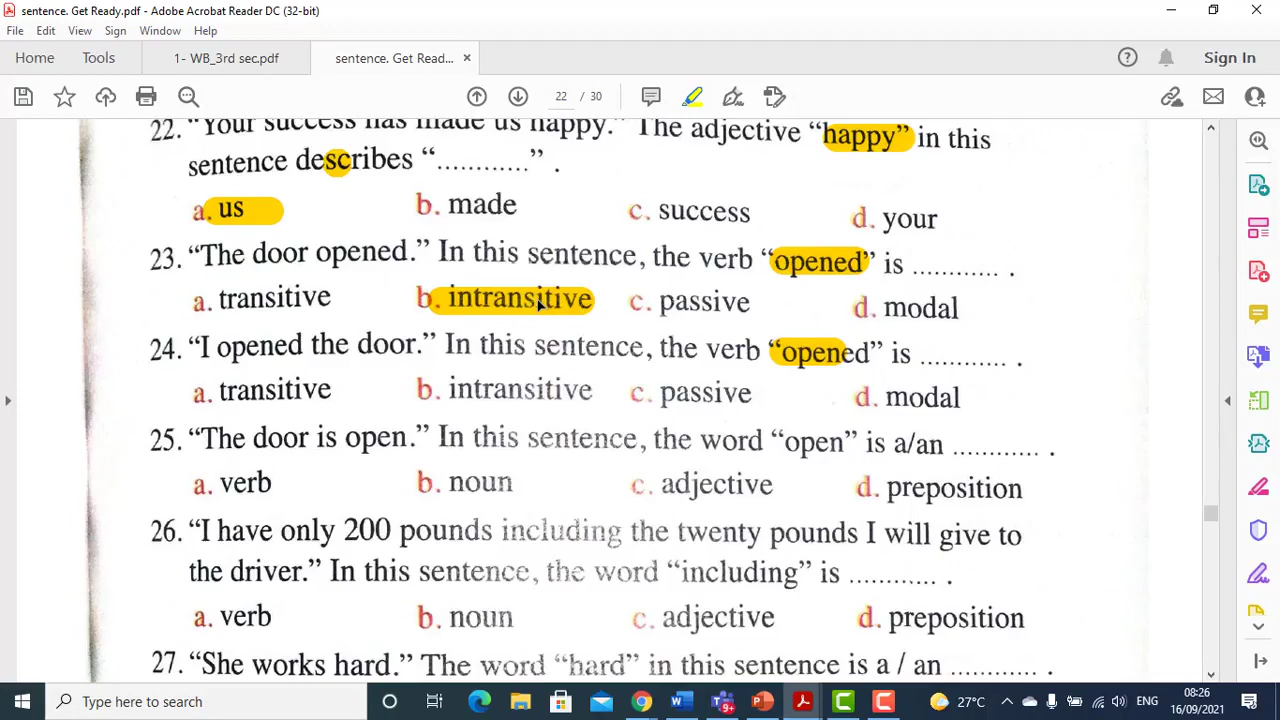 sentence. Get Ready.pdf - Adobe Acrobat Reader DC (32-bit)
File Edit View Sign Window Help
Home Tools 1- WB_3rd sec.pdf sentence. Get Read... × Sign In
22 / 30
22. “Your success has made us happy.” The adjective “happy” in this
sentence describes “............” .
a. us b. made c. success d. your
23. “The door opened.” In this sentence, the verb “opened” is ............ .
a. transitive b. intransitive c. passive d. modal
24. “I opened the door.” In this sentence, the verb “opened” is ............ .
a. transitive b. intransitive c. passive d. modal
25. “The door is open.” In this sentence, the word “open” is a/an ............ .
a. verb b. noun c. adjective d. preposition
26. “I have only 200 pounds including the twenty pounds I will give to
the driver.” In this sentence, the word “including” is ............ .
a. verb b. noun c. adjective d. preposition
27. “She works hard.” The word “hard” in this sentence is a / an ............ .
Type here to search 9+ 27°C ENG 08:26
16/09/2021